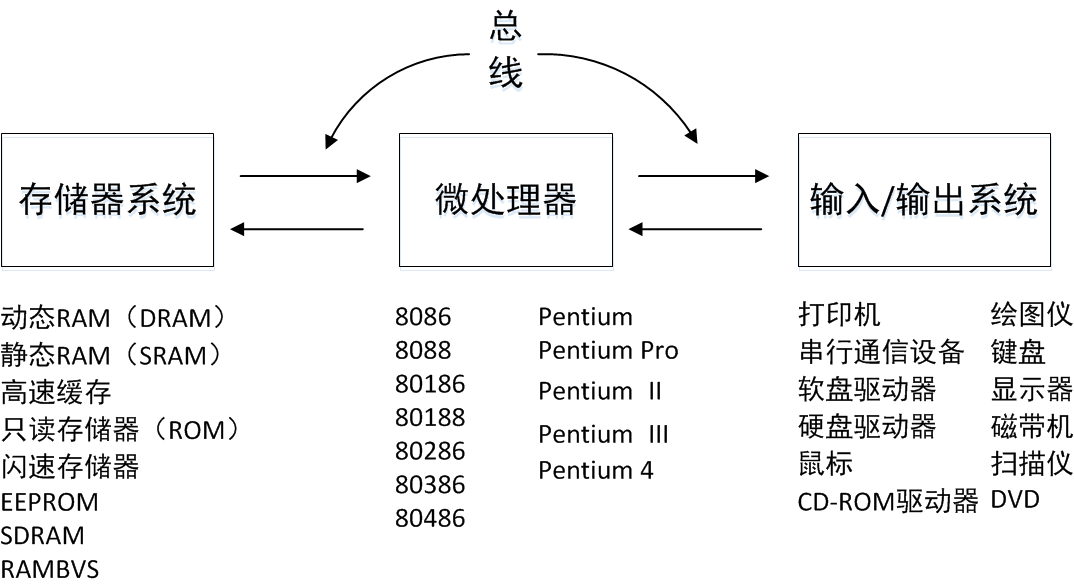 总
线
存储器系统
微处理器
输入/输出系统
动态RAM（DRAM）
静态RAM（SRAM）
高速缓存
只读存储器（ROM）
闪速存储器
EEPROM
SDRAM
RAMBVS
8086
8088
80186
80188
80286
80386
80486
Pentium
Pentium Pro
Pentium II
Pentium III
Pentium 4
打印机
串行通信设备
软盘驱动器
硬盘驱动器
鼠标
CD-ROM驱动器
绘图仪
键盘
显示器
磁带机
扫描仪
DVD